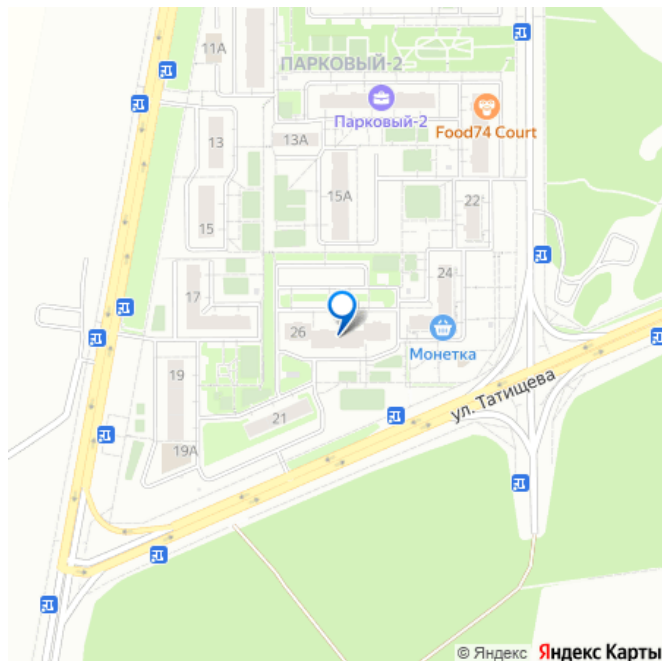 11А
ПАРКОВЫЙ-2
Парковый-2
Food74 Court
13
13А
15А
22
15
24
17
26
Монетка
19
ул. Татищева
21
19А
© Яндекс Яндекс Карты